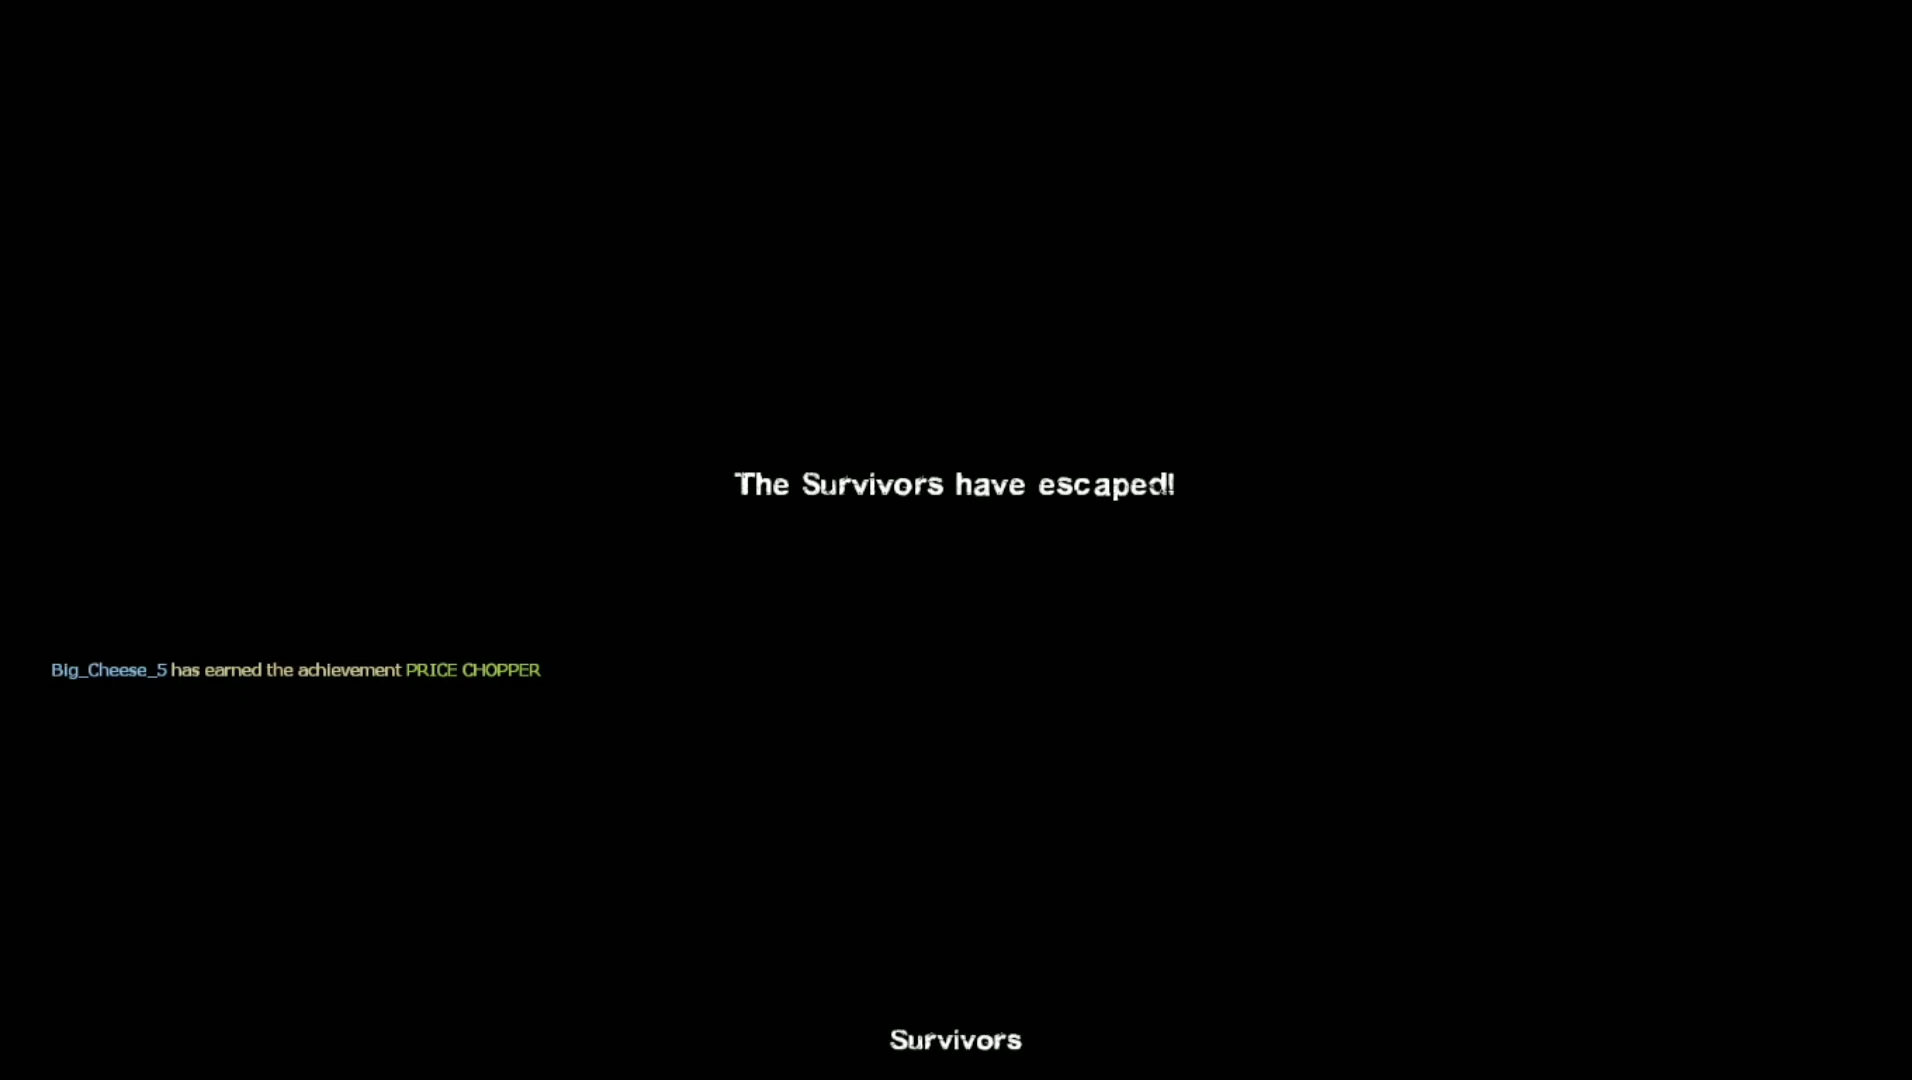 The Survivors have escaped!
Big_Cheese_5 has earned the achievement PRICE CHOPPER
Survivors